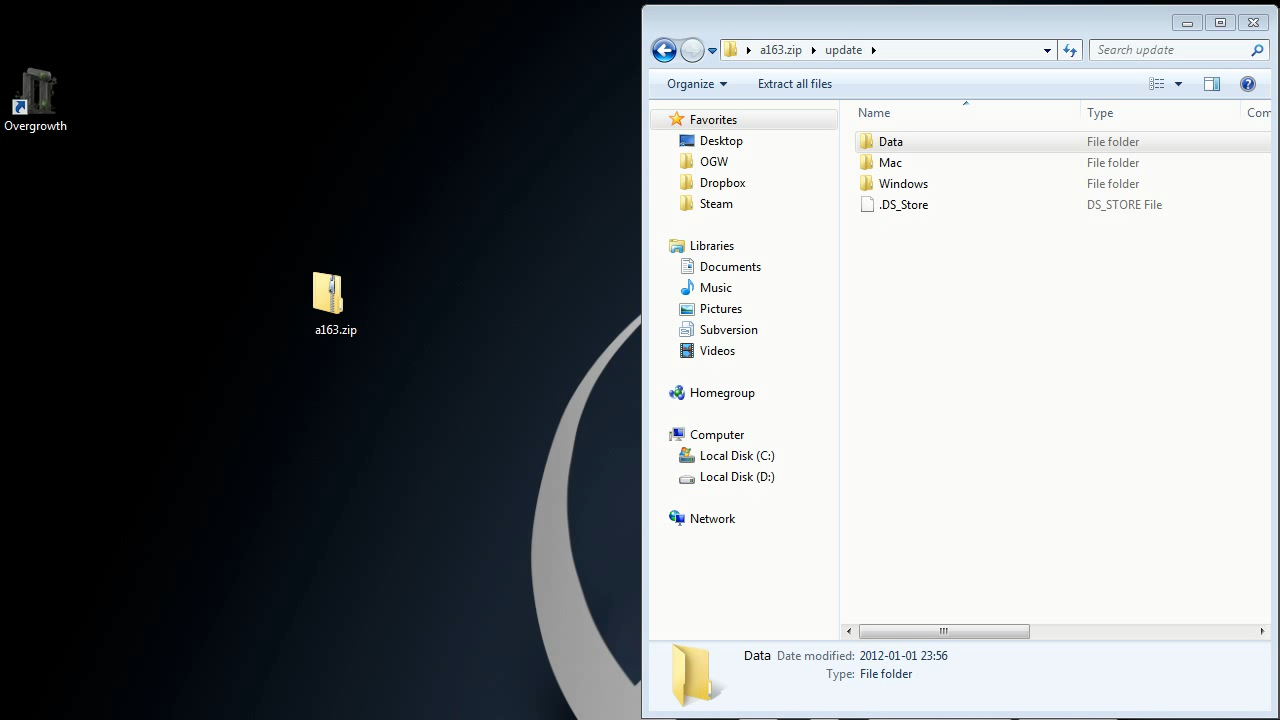 Overgrowth
a163.zip
a163.zip update
Search update
Organize Extract all files
Favorites
Desktop
OGW
Dropbox
Steam
Libraries
Documents
Music
Pictures
Subversion
Videos
Homegroup
Computer
Local Disk (C:)
Local Disk (D:)
Network
Name Type Com
Data File folder
Mac File folder
Windows File folder
.DS_Store DS_STORE File
Data Date modified: 2012-01-01 23:56
Type: File folder